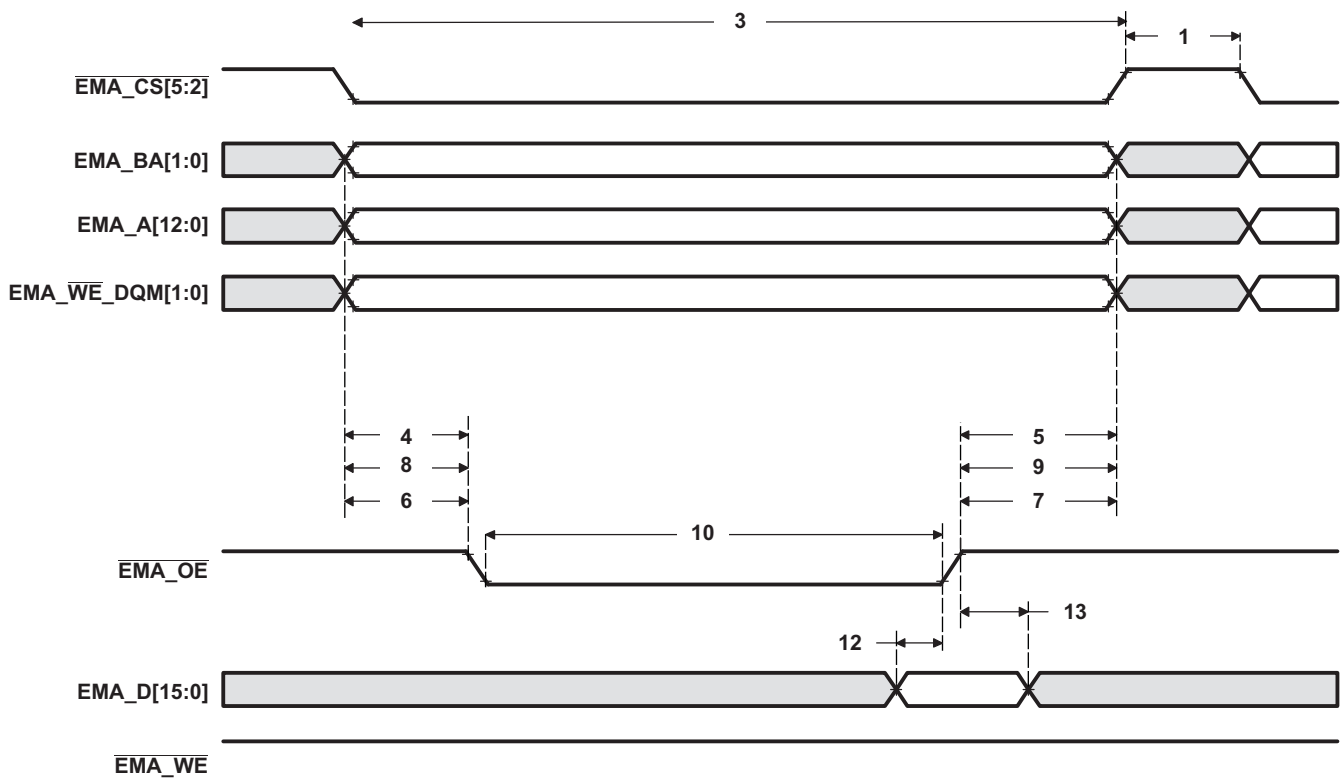 3
1
EMA_CS[5:2]
EMA_BA[1:0]
EMA_A[12:0]
EMA_WE_DQM[1:0]
4 5
8 9
6 7
10
EMA_OE
13
12
EMA_D[15:0]
EMA_WE